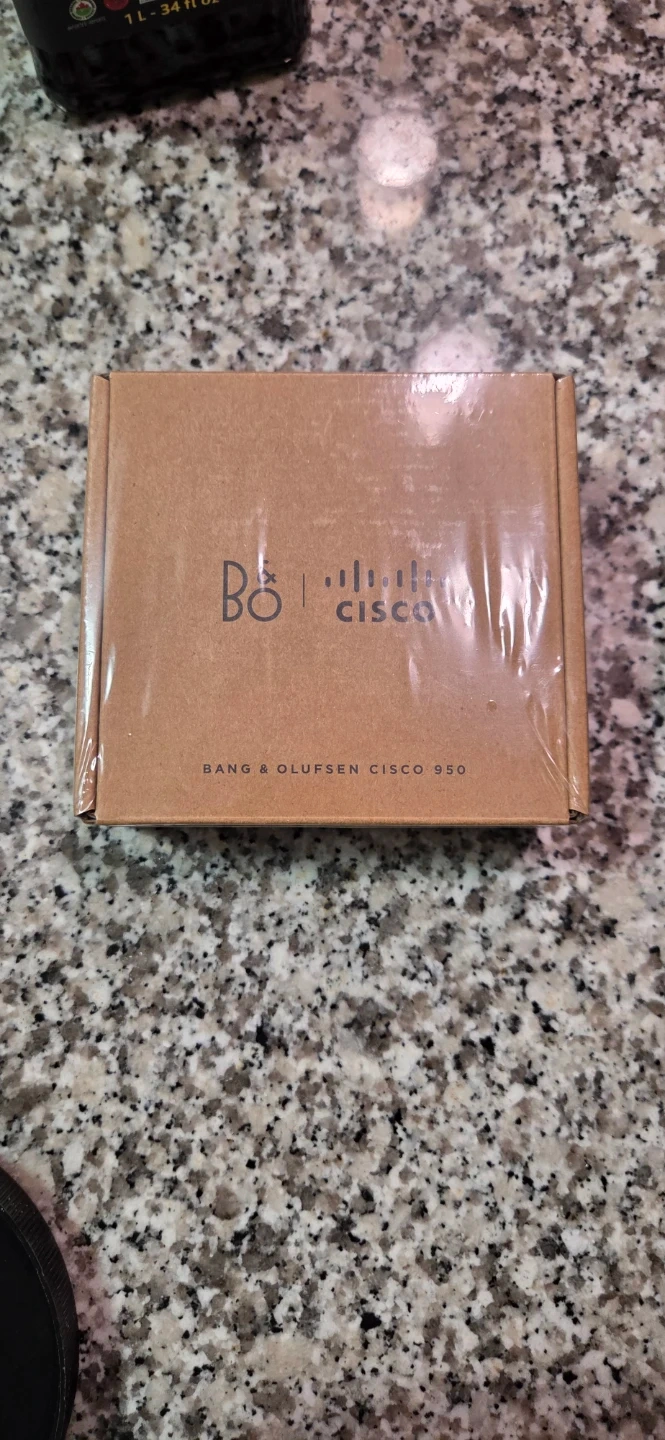 1 L - 34 fl oz
B&O | CISCO
BANG & OLUFSEN CISCO 950